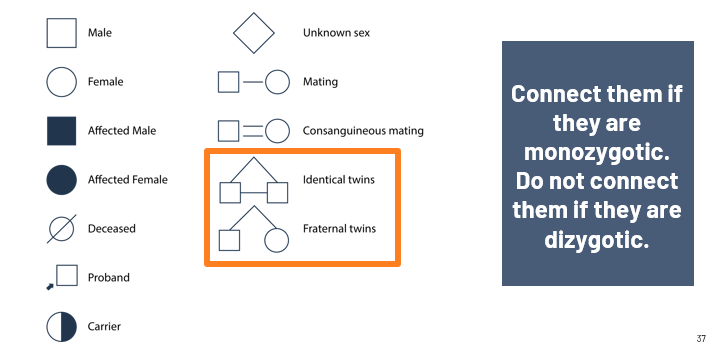 Male
Female
Affected Male
Affected Female
Deceased
Proband
Carrier
Unknown sex
Mating
Consanguineous mating
Identical twins
Fraternal twins
Connect them if
they are
monozygotic.
Do not connect
them if they are
dizygotic.
37